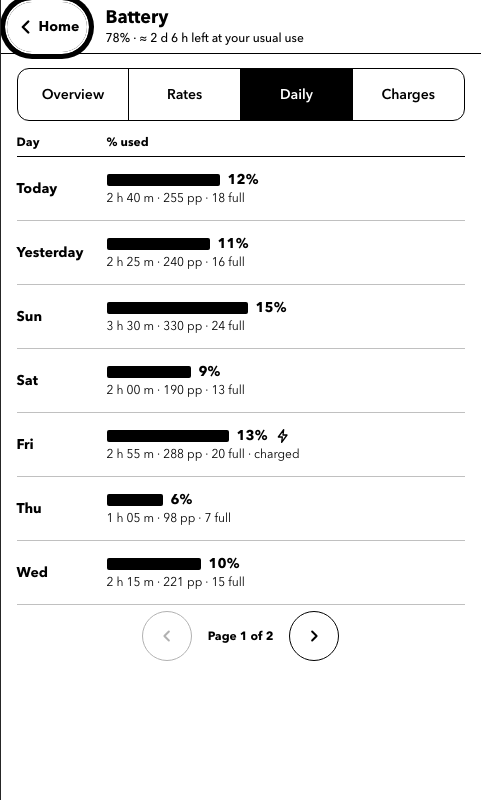 Home
Battery
78% · ≈ 2 d 6 h left at your usual use
Overview
Rates
Daily
Charges
Day
% used
Today
12%
2 h 40 m · 255 pp · 18 full
Yesterday
11%
2 h 25 m · 240 pp · 16 full
Sun
15%
3 h 30 m · 330 pp · 24 full
Sat
9%
2 h 00 m · 190 pp · 13 full
Fri
13%
2 h 55 m · 288 pp · 20 full · charged
Thu
6%
1 h 05 m · 98 pp · 7 full
Wed
10%
2 h 15 m · 221 pp · 15 full
Page 1 of 2